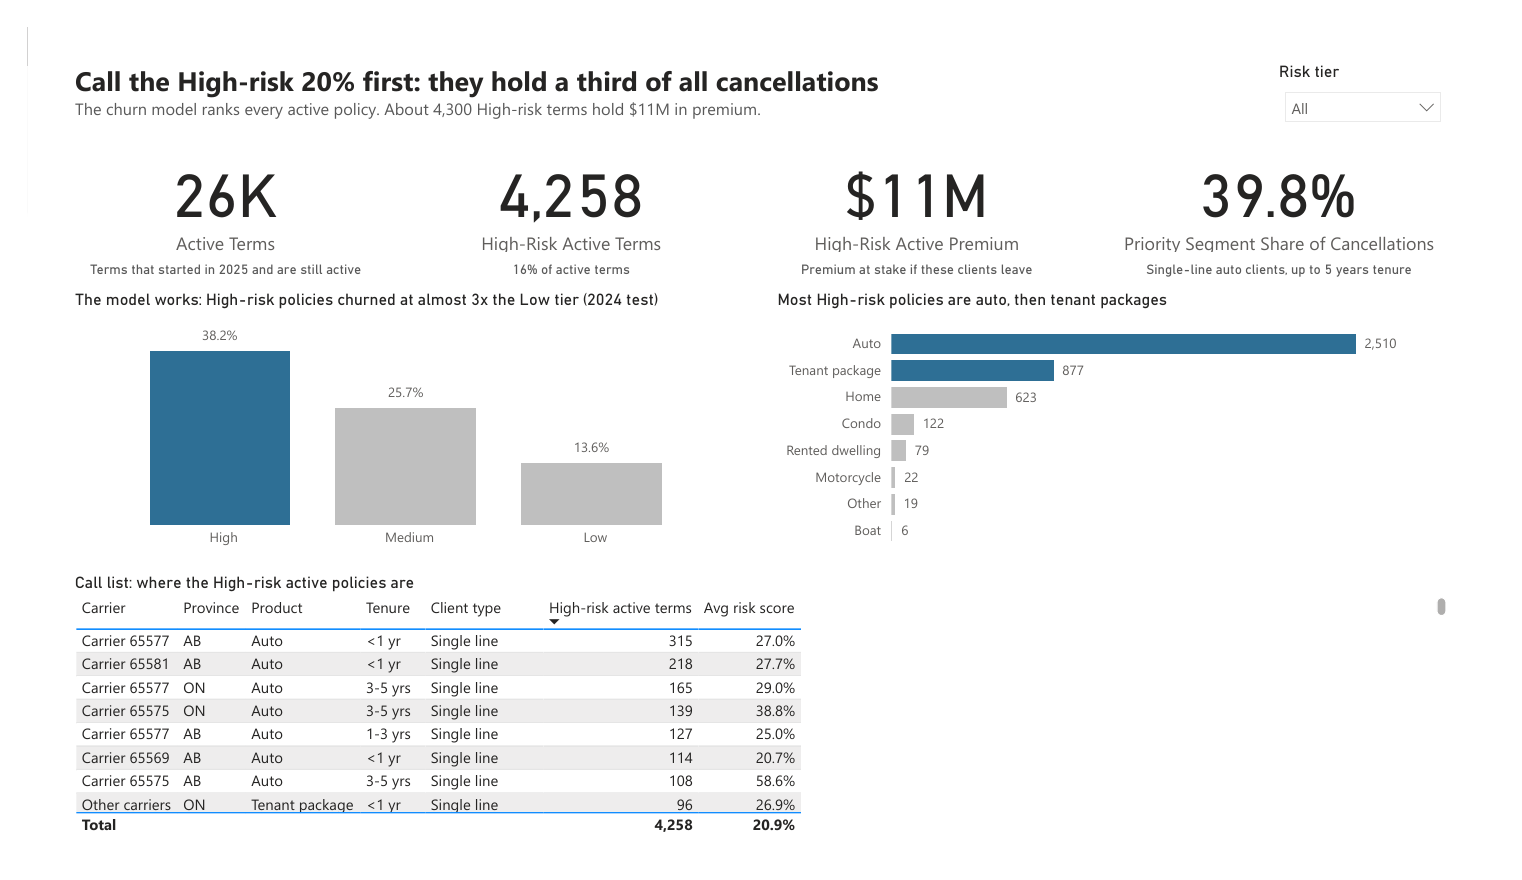 Call the High-risk 20% first: they hold a third of all cancellations
The churn model ranks every active policy. About 4,300 High-risk terms hold $11M in premium.
Risk tier
All
26K
Active Terms
Terms that started in 2025 and are still active
4,258
High-Risk Active Terms
16% of active terms
$11M
High-Risk Active Premium
Premium at stake if these clients leave
39.8%
Priority Segment Share of Cancellations
Single-line auto clients, up to 5 years tenure
The model works: High-risk policies churned at almost 3x the Low tier (2024 test)
38.2%
25.7%
13.6%
High Medium Low
Most High-risk policies are auto, then tenant packages
Auto 2,510
Tenant package 877
Home 623
Condo 122
Rented dwelling 79
Motorcycle 22
Other 19
Boat 6
Call list: where the High-risk active policies are
Carrier Province Product Tenure Client type High-risk active terms Avg risk score
Carrier 65577 AB Auto <1 yr Single line 315 27.0%
Carrier 65581 AB Auto <1 yr Single line 218 27.7%
Carrier 65577 ON Auto 3-5 yrs Single line 165 29.0%
Carrier 65575 ON Auto 3-5 yrs Single line 139 38.8%
Carrier 65577 AB Auto 1-3 yrs Single line 127 25.0%
Carrier 65569 AB Auto <1 yr Single line 114 20.7%
Carrier 65575 AB Auto 3-5 yrs Single line 108 58.6%
Other carriers ON Tenant package <1 yr Single line 96 26.9%
Total 4,258 20.9%